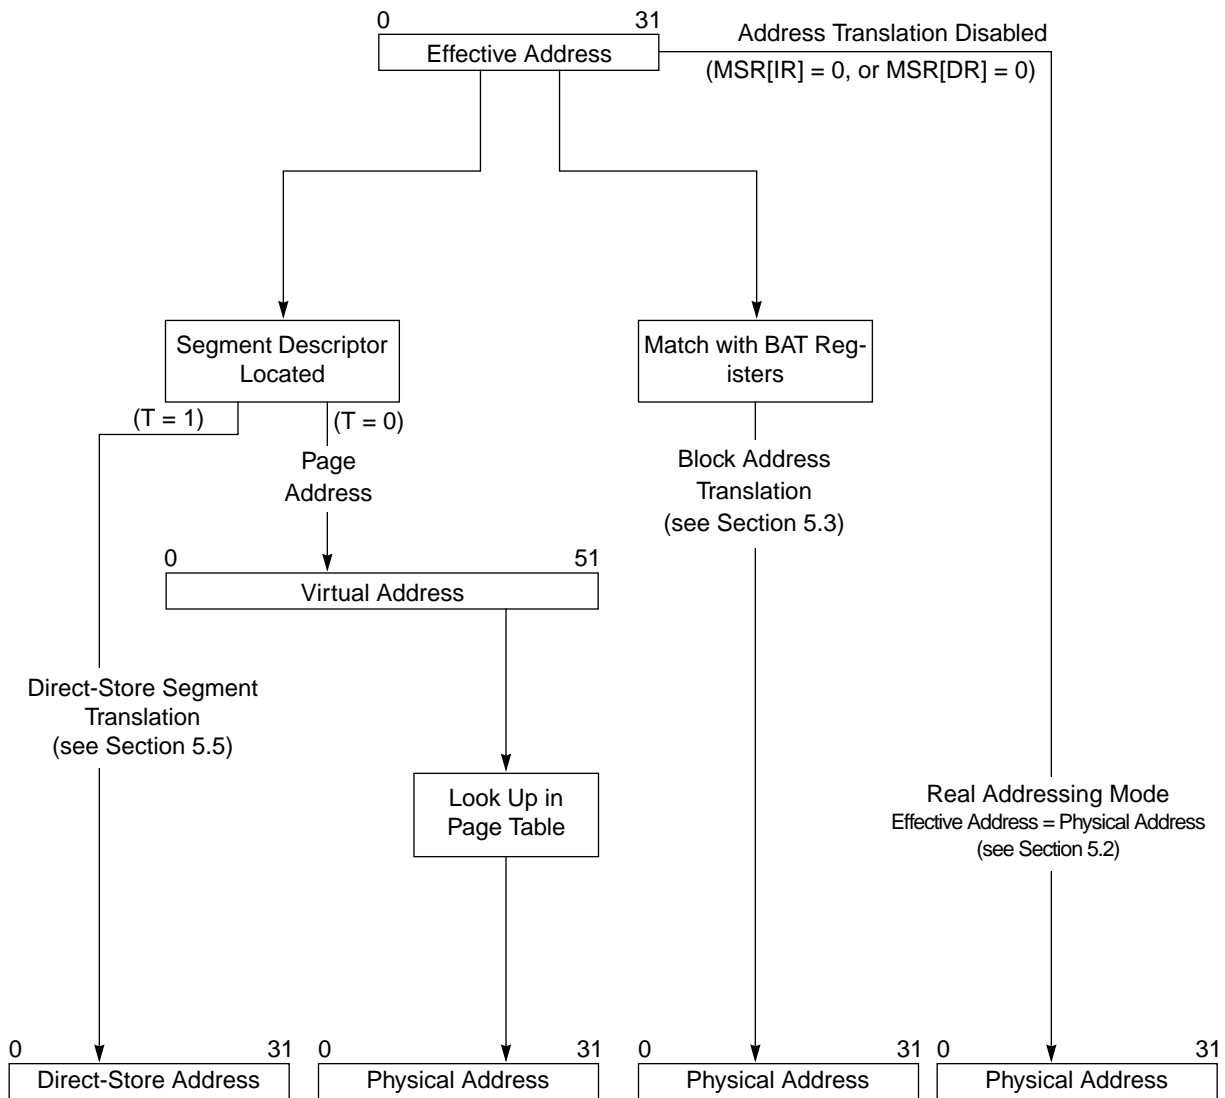 0 31
Effective Address
Address Translation Disabled
(MSR[IR] = 0, or MSR[DR] = 0)
Segment Descriptor
Located
Match with BAT Reg-
isters
(T = 1)
(T = 0)
Page
Address
Block Address
Translation
(see Section 5.3)
0 51
Virtual Address
Direct-Store Segment
Translation
(see Section 5.5)
Look Up in
Page Table
Real Addressing Mode
Effective Address = Physical Address
(see Section 5.2)
0 31
Direct-Store Address
0 31
Physical Address
0 31
Physical Address
0 31
Physical Address